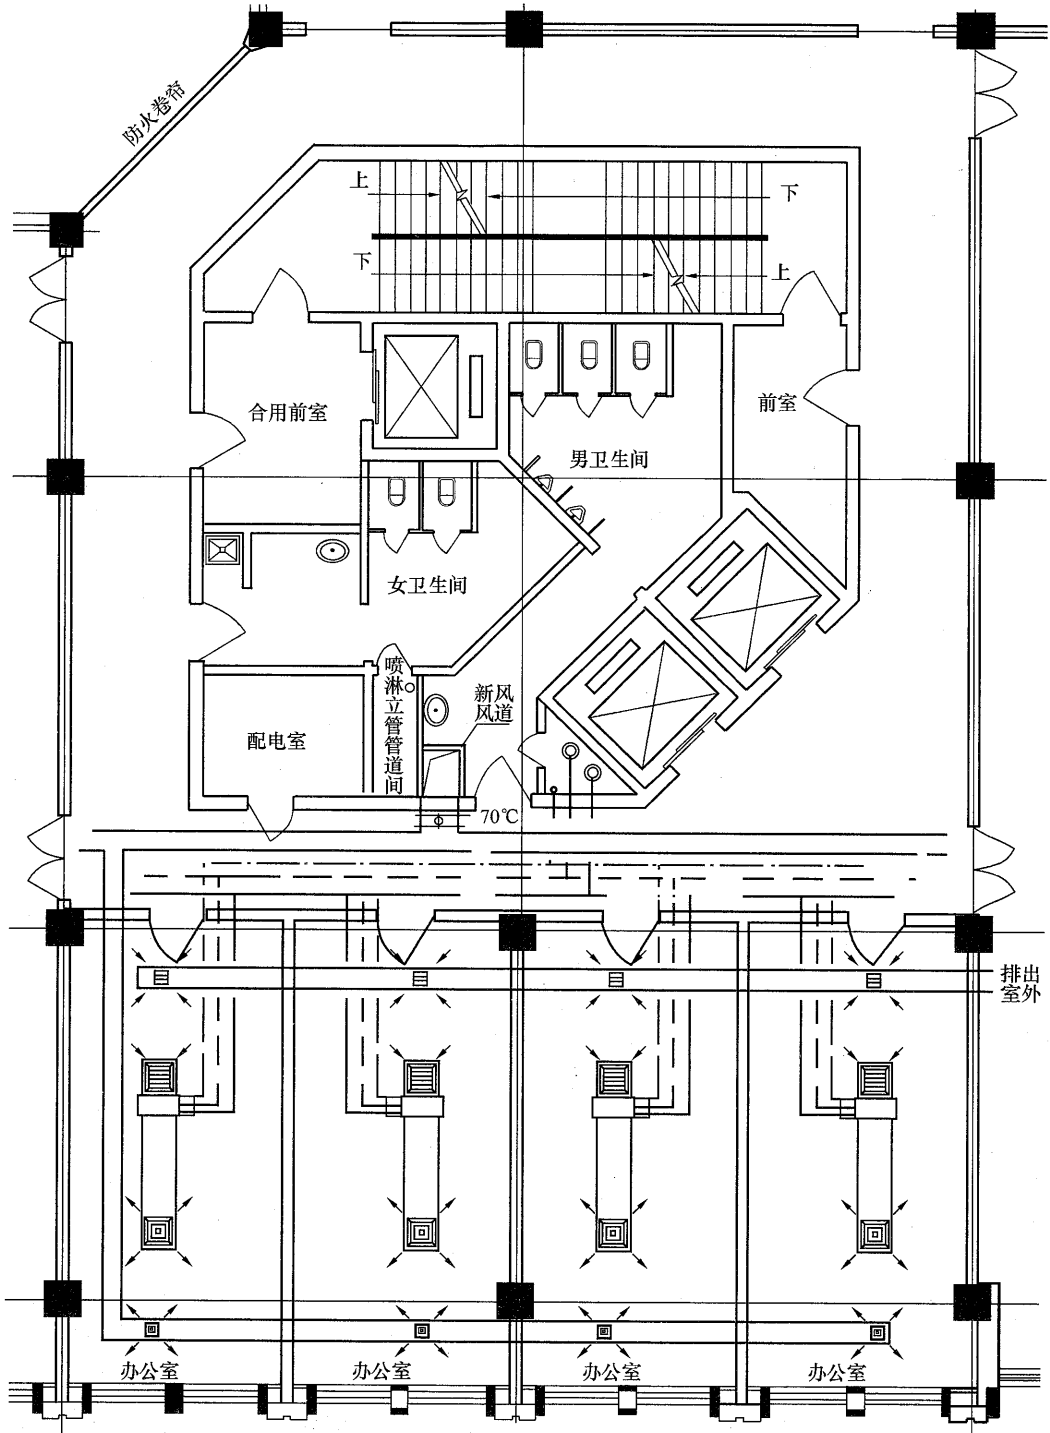 防火卷帘
上
下
下
上
合用前室
前室
男卫生间
女卫生间
喷淋立管管道间
新风
风道
配电室
70℃
排出
室外
办公室
办公室
办公室
办公室